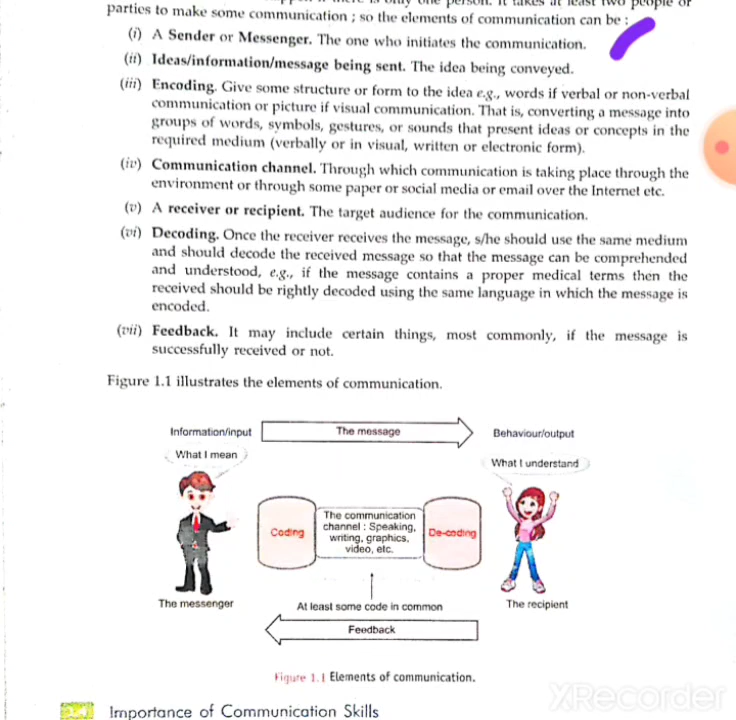 parties to make some communication ; so the elements of communication can be :
(i) A Sender or Messenger. The one who initiates the communication.
(ii) Ideas/information/message being sent. The idea being conveyed.
(iii) Encoding. Give some structure or form to the idea e.g., words if verbal or non-verbal
communication or picture if visual communication. That is, converting a message into
groups of words, symbols, gestures, or sounds that present ideas or concepts in the
required medium (verbally or in visual, written or electronic form).
(iv) Communication channel. Through which communication is taking place through the
environment or through some paper or social media or email over the Internet etc.
(v) A receiver or recipient. The target audience for the communication.
(vi) Decoding. Once the receiver receives the message, s/he should use the same medium
and should decode the received message so that the message can be comprehended
and understood, e.g., if the message contains a proper medical terms then the
received should be rightly decoded using the same language in which the message is
encoded.
(vii) Feedback. It may include certain things, most commonly, if the message is
successfully received or not.
Figure 1.1 illustrates the elements of communication.
Information/input
The message
Behaviour/output
What I mean
What I understand
Coding
The communication
channel : Speaking,
writing, graphics,
video, etc.
De-coding
The messenger
At least some code in common
The recipient
Feedback
Figure 1.1 Elements of communication.
Importance of Communication Skills
XRecorder